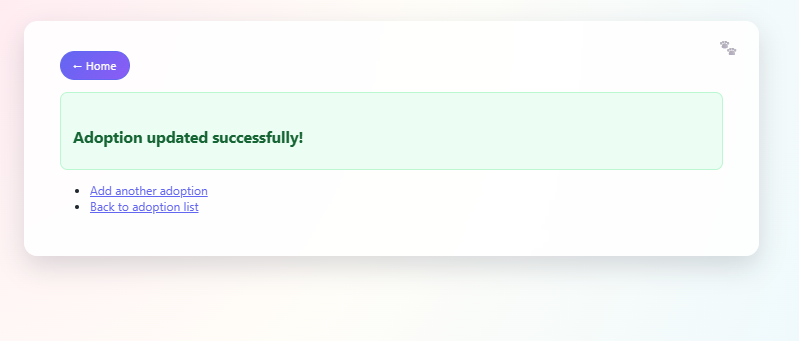 ← Home
Adoption updated successfully!
Add another adoption
Back to adoption list